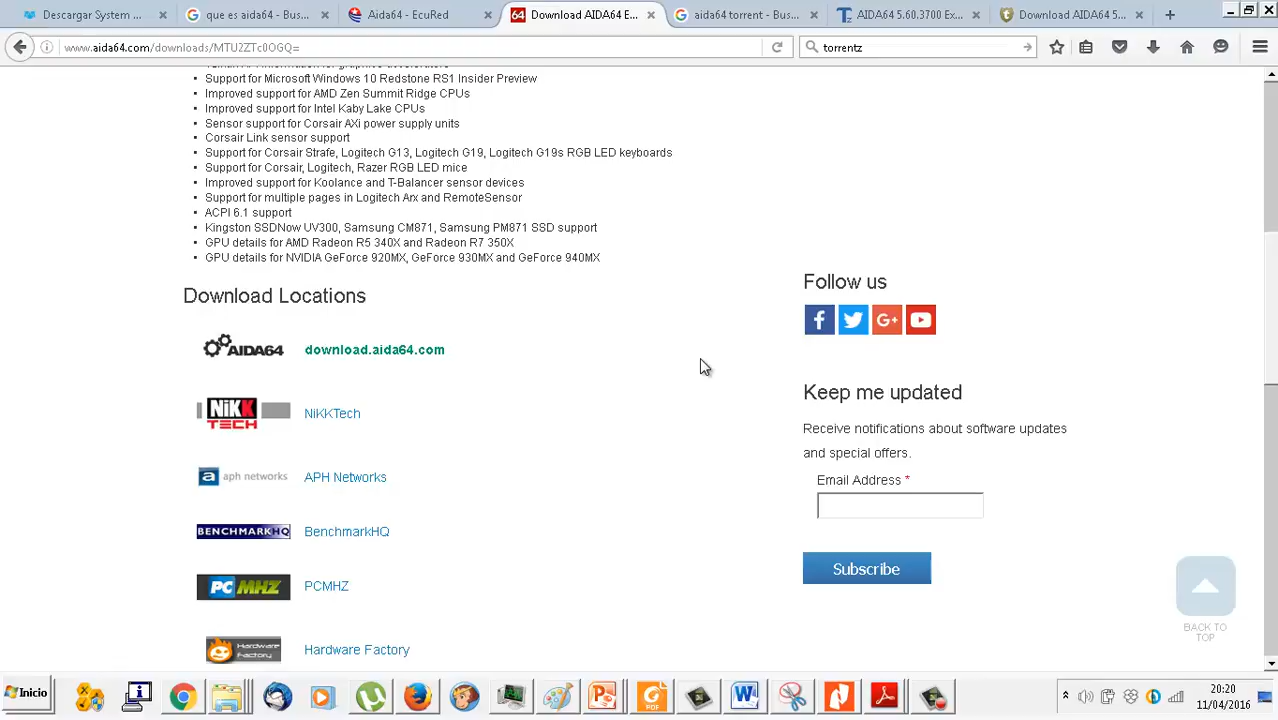 Descargar System ...
que es aida64 - Bus...
Aida64 - EcuRed
64 Download AIDA64 E...
aida64 torrent - Bus...
AIDA64 5.60.3700 Ex...
Download AIDA64 5...
www.aida64.com/downloads/MTU2ZTc0OGQ=
torrentz
Support for Microsoft Windows 10 Redstone RS1 Insider Preview
Improved support for AMD Zen Summit Ridge CPUs
Improved support for Intel Kaby Lake CPUs
Sensor support for Corsair AXi power supply units
Corsair Link sensor support
Support for Corsair Strafe, Logitech G13, Logitech G19, Logitech G19s RGB LED keyboards
Support for Corsair, Logitech, Razer RGB LED mice
Improved support for Koolance and T-Balancer sensor devices
Support for multiple pages in Logitech Arx and RemoteSensor
ACPI 6.1 support
Kingston SSDNow UV300, Samsung CM871, Samsung PM871 SSD support
GPU details for AMD Radeon R5 340X and Radeon R7 350X
GPU details for NVIDIA GeForce 920MX, GeForce 930MX and GeForce 940MX
Download Locations
AIDA64 download.aida64.com
NiKK TECH NiKKTech
a aph networks APH Networks
BENCHMARKHQ BenchmarkHQ
PC MHZ PCMHZ
Hardware Factory Hardware Factory
Follow us
Keep me updated
Receive notifications about software updates
and special offers.
Email Address *
Subscribe
BACK TO
TOP
Inicio
20:20
11/04/2016